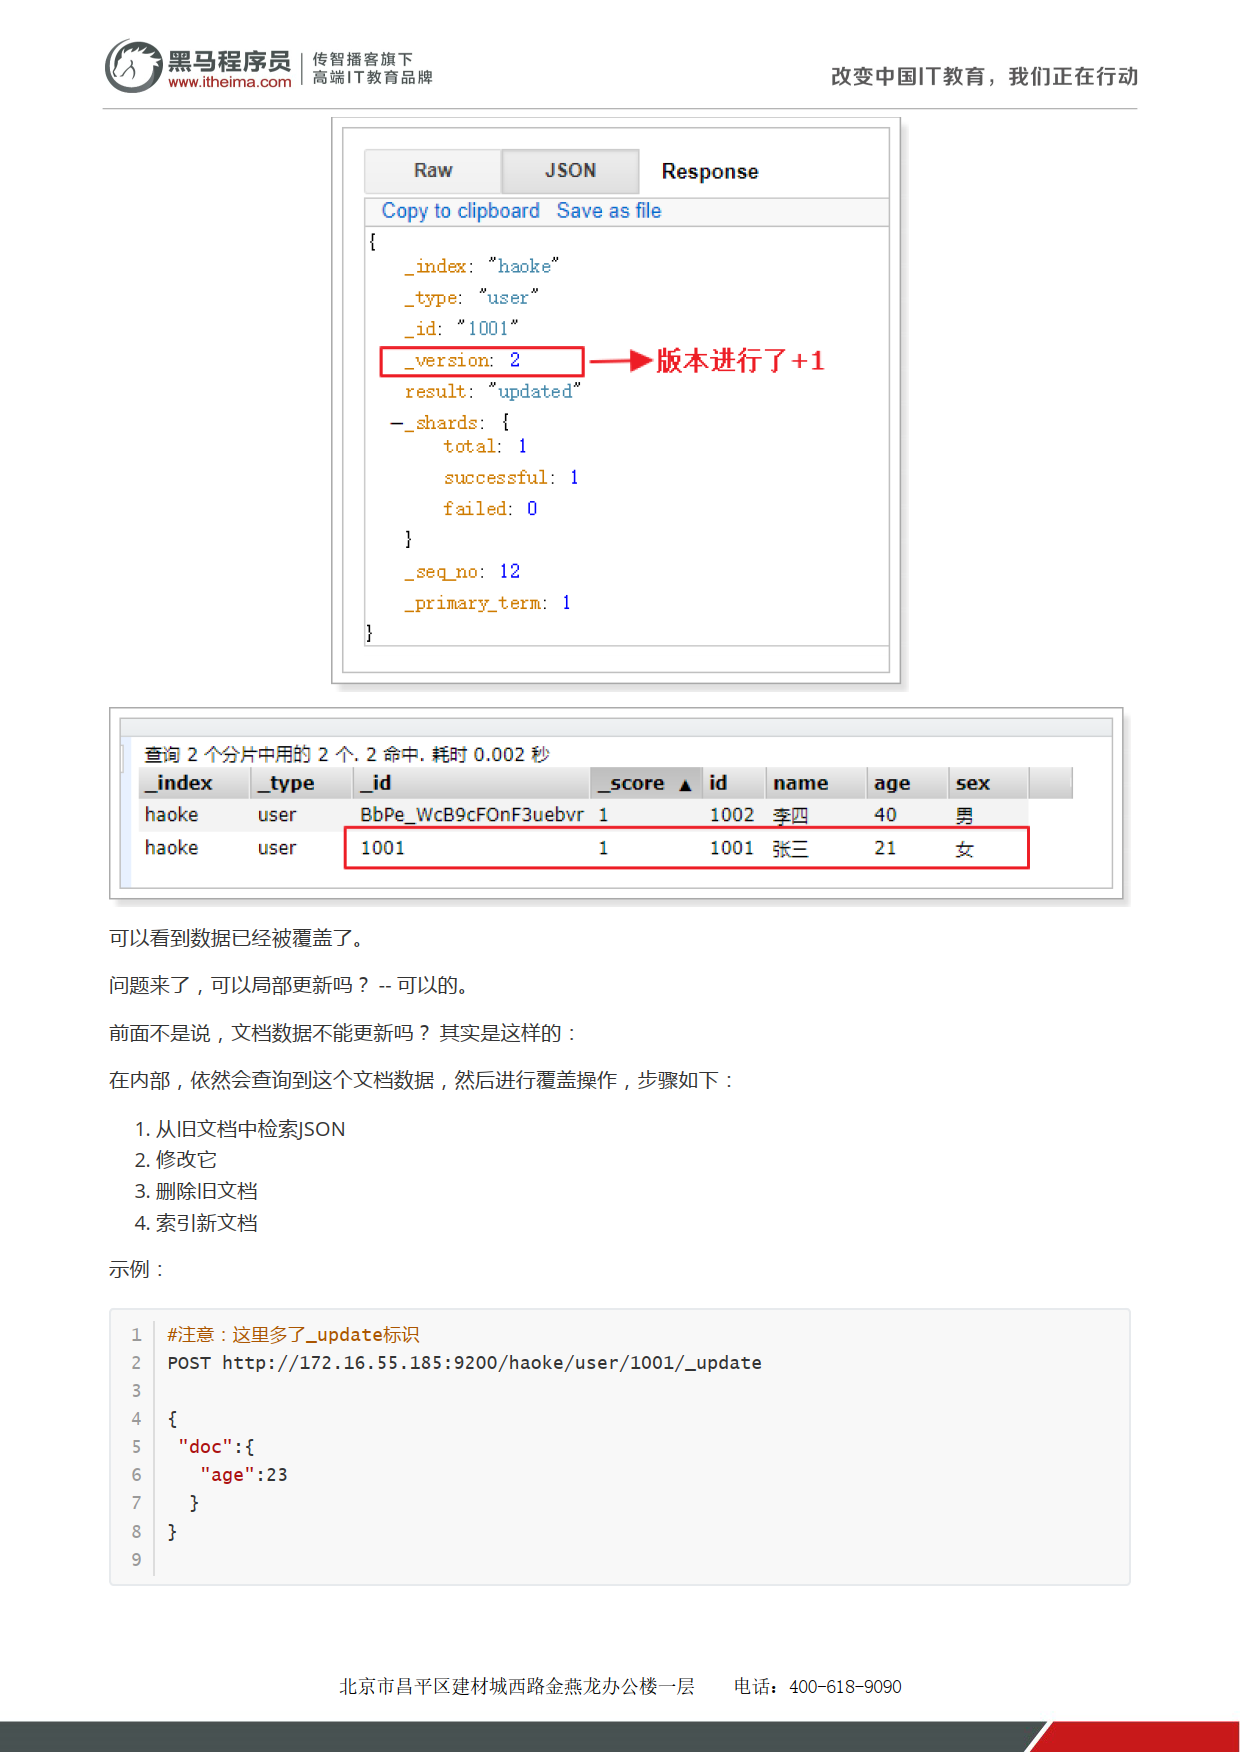 黑马程序员
www.itheima.com
传智播客旗下
高端IT教育品牌
改变中国IT教育，我们正在行动
Raw JSON Response
Copy to clipboard Save as file
{
_index: "haoke"
_type: "user"
_id: "1001"
_version: 2 版本进行了+1
result: "updated"
-_shards: {
total: 1
successful: 1
failed: 0
}
_seq_no: 12
_primary_term: 1
}
查询 2 个分片中用的 2 个. 2 命中. 耗时 0.002 秒
_index _type _id _score ▲ id name age sex
haoke user BbPe_WcB9cFOnF3uebvr 1 1002 李四 40 男
haoke user 1001 1 1001 张三 21 女
可以看到数据已经被覆盖了。
问题来了，可以局部更新吗？ -- 可以的。
前面不是说，文档数据不能更新吗？ 其实是这样的：
在内部，依然会查询到这个文档数据，然后进行覆盖操作，步骤如下：
1. 从旧文档中检索JSON
2. 修改它
3. 删除旧文档
4. 索引新文档
示例：
1 #注意：这里多了_update标识
2 POST http://172.16.55.185:9200/haoke/user/1001/_update
3
4 {
5 "doc":{
6 "age":23
7 }
8 }
9
北京市昌平区建材城西路金燕龙办公楼一层 电话：400-618-9090